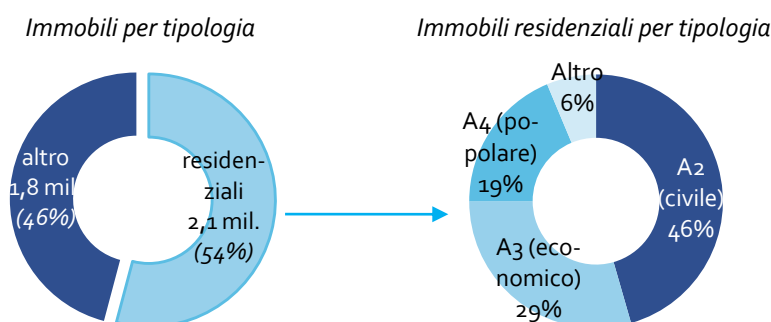 Immobili per tipologia
altro
1,8 mil.
(46%)
residen-
ziali
2,1 mil.
(54%)
Immobili residenziali per tipologia
Altro
6%
A4 (po-
polare)
19%
A2
(civile)
46%
A3 (eco-
nomico)
29%